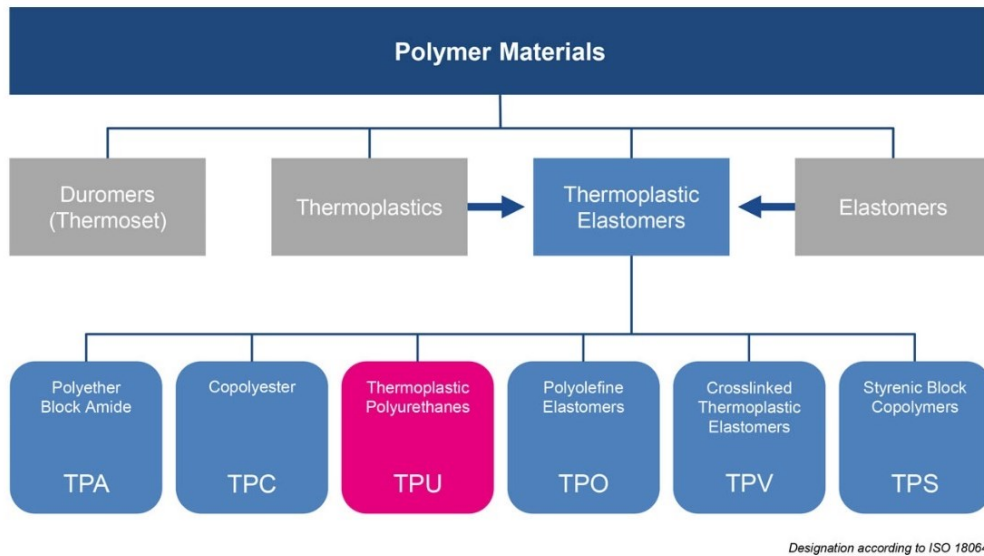 Polymer Materials
Duromers
(Thermoset)
Thermoplastics
Thermoplastic
Elastomers
Elastomers
Polyether
Block Amide
TPA
Copolyester
TPC
Thermoplastic
Polyurethanes
TPU
Polyolefine
Elastomers
TPO
Crosslinked
Thermoplastic
Elastomers
TPV
Styrenic Block
Copolymers
TPS
Designation according to ISO 18064